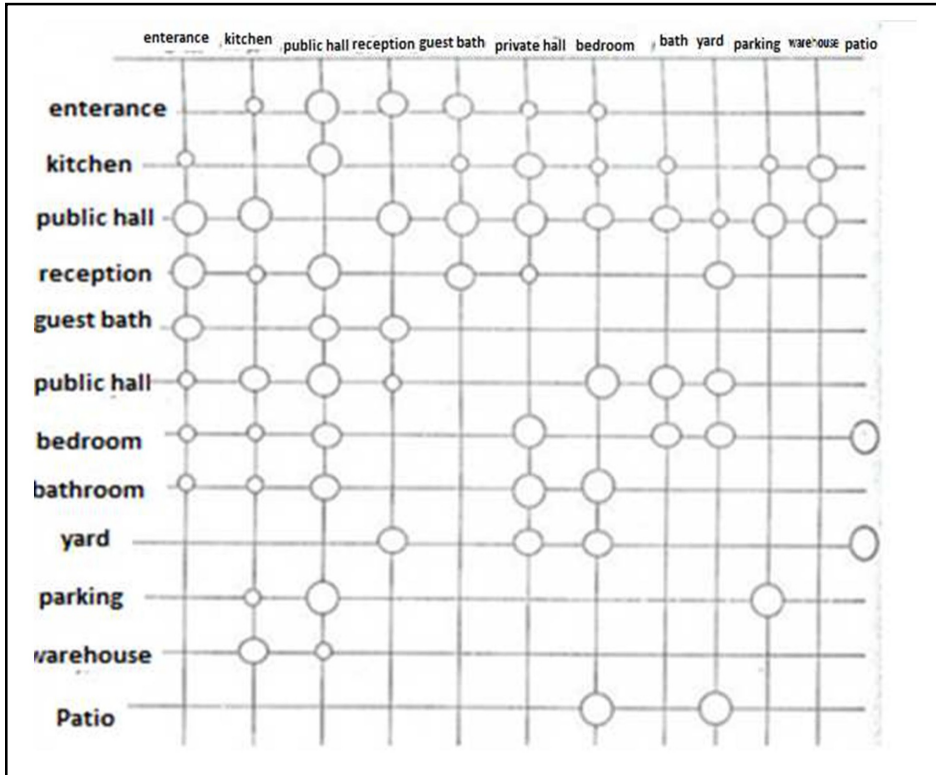 entarance kitchen public hall reception guest bath private hall bedroom bath yard parking warehouse patio
enterance
kitchen
public hall
reception
guest bath
public hall
bedroom
bathroom
yard
parking
warehouse
Patio